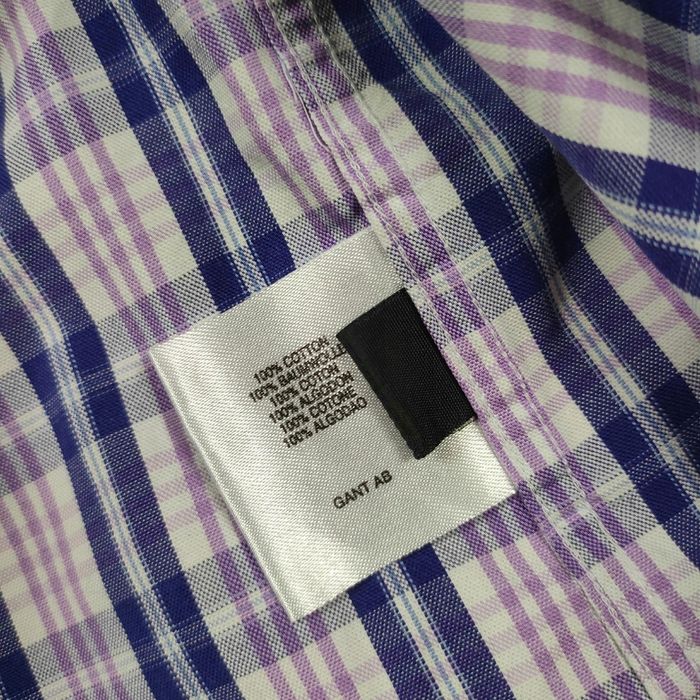 100% COTTON
100% BAUMWOLLE
100% COTON
100% ALGODON
100% COTONE
100% ALGODAO
GANT AB